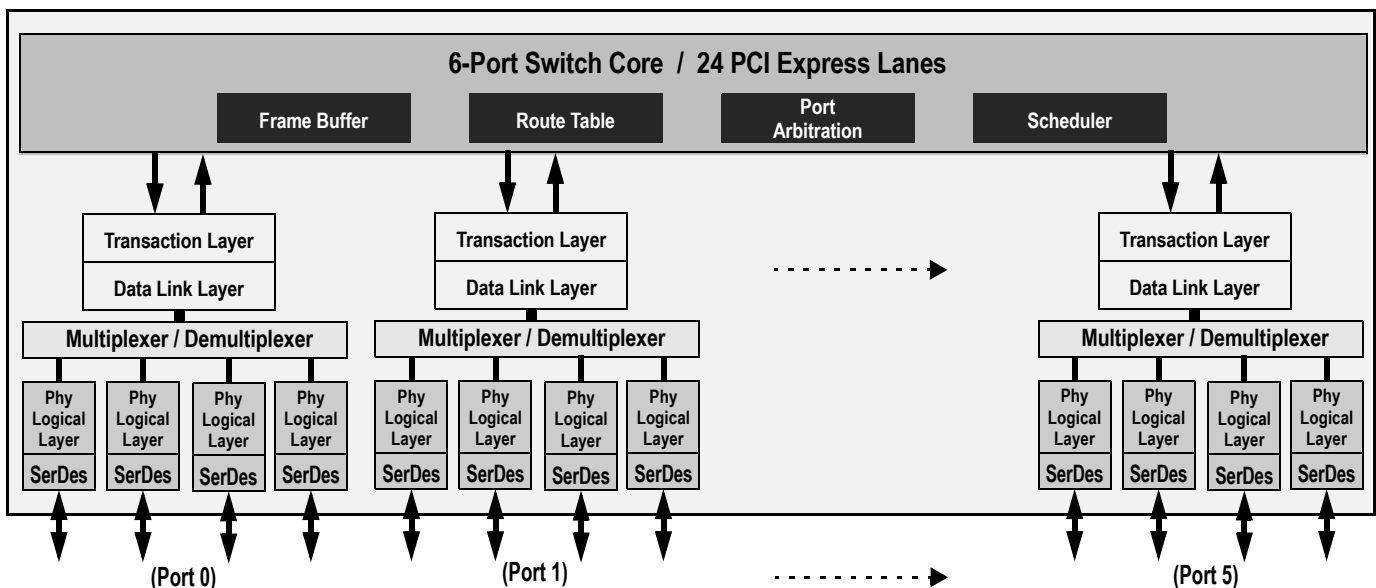 6-Port Switch Core / 24 PCI Express Lanes
Frame Buffer
Route Table
Port
Arbitration
Scheduler
Transaction Layer
Data Link Layer
Multiplexer / Demultiplexer
Phy
Logical
Layer
SerDes
Phy
Logical
Layer
SerDes
Phy
Logical
Layer
SerDes
Phy
Logical
Layer
SerDes
(Port 0)
Transaction Layer
Data Link Layer
Multiplexer / Demultiplexer
Phy
Logical
Layer
SerDes
Phy
Logical
Layer
SerDes
Phy
Logical
Layer
SerDes
Phy
Logical
Layer
SerDes
(Port 1)
Transaction Layer
Data Link Layer
Multiplexer / Demultiplexer
Phy
Logical
Layer
SerDes
Phy
Logical
Layer
SerDes
Phy
Logical
Layer
SerDes
Phy
Logical
Layer
SerDes
(Port 5)